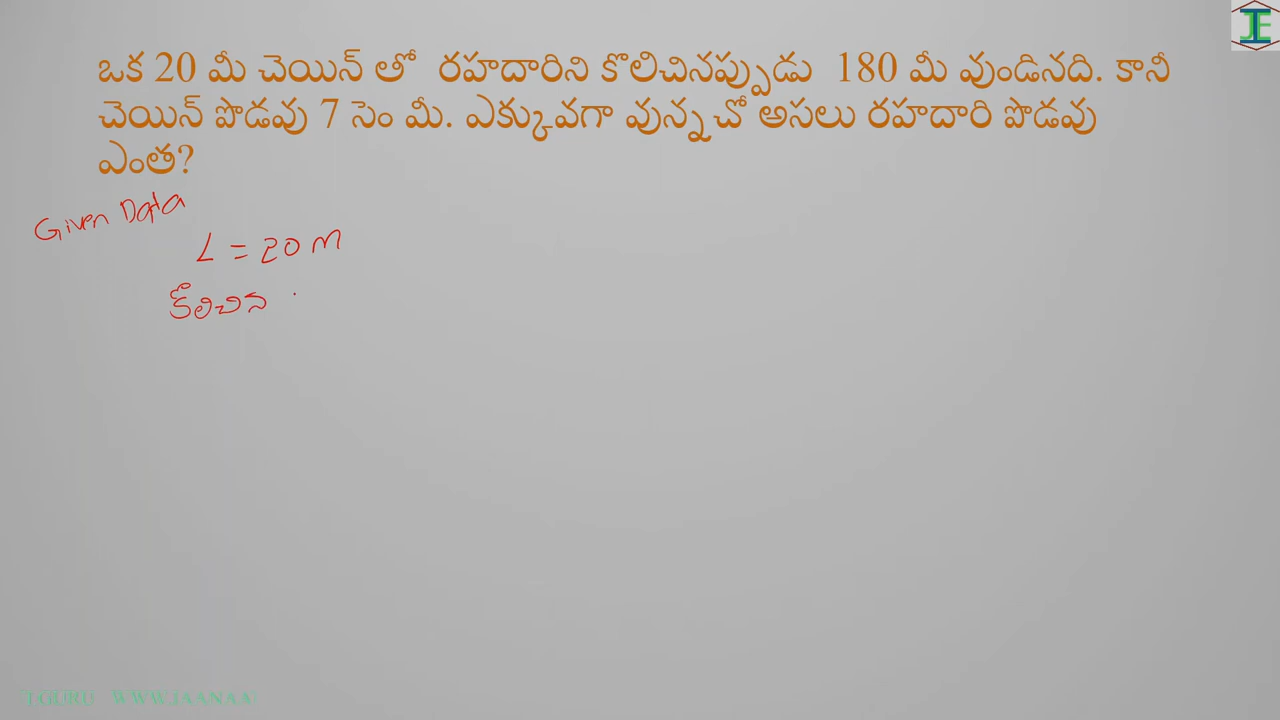 ఒక 20 మీ చెయిన్ తో రహదారిని కొలిచినప్పుడు 180 మీ వుండినది. కానీ
చెయిన్ పొడవు 7 సెం మీ. ఎక్కువగా వున్నచో అసలు రహదారి పొడవు
ఎంత?
Given Data
L = 20 m
కొలిచిన